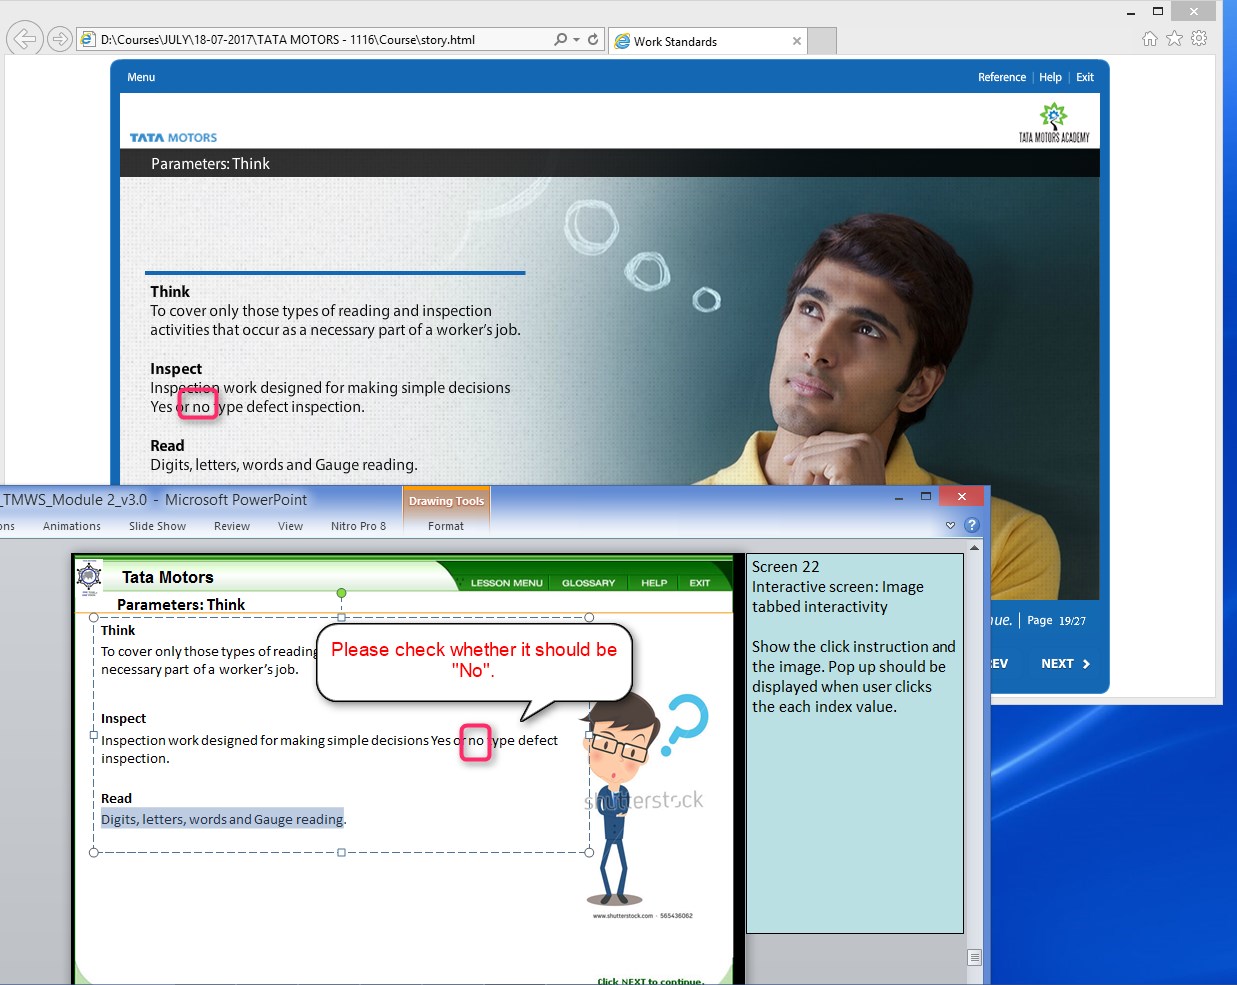 D:\Courses\JULY\18-07-2017\TATA MOTORS - 1116\Course\story.html
Work Standards
Menu
Reference | Help | Exit
TATA MOTORS
TATA MOTORS ACADEMY
Parameters: Think
Think
To cover only those types of reading and inspection
activities that occur as a necessary part of a worker's job.
Inspect
Inspection work designed for making simple decisions
Yes or no type defect inspection.
Read
Digits, letters, words and Gauge reading.
Page 19/27
NEXT
_TMWS_Module 2_v3.0 - Microsoft PowerPoint
Drawing Tools
Animations
Slide Show
Review
View
Nitro Pro 8
Format
Tata Motors
LESSON MENU
GLOSSARY
HELP
EXIT
Parameters: Think
Think
To cover only those types of reading
necessary part of a worker's job.
Please check whether it should be
"No".
Inspect
Inspection work designed for making simple decisions Yes or no type defect
inspection.
Read
Digits, letters, words and Gauge reading.
shutterstock
www.shutterstock.com · 565436062
Click NEXT to continue.
Screen 22
Interactive screen: Image
tabbed interactivity
Show the click instruction and
the image. Pop up should be
displayed when user clicks
the each index value.